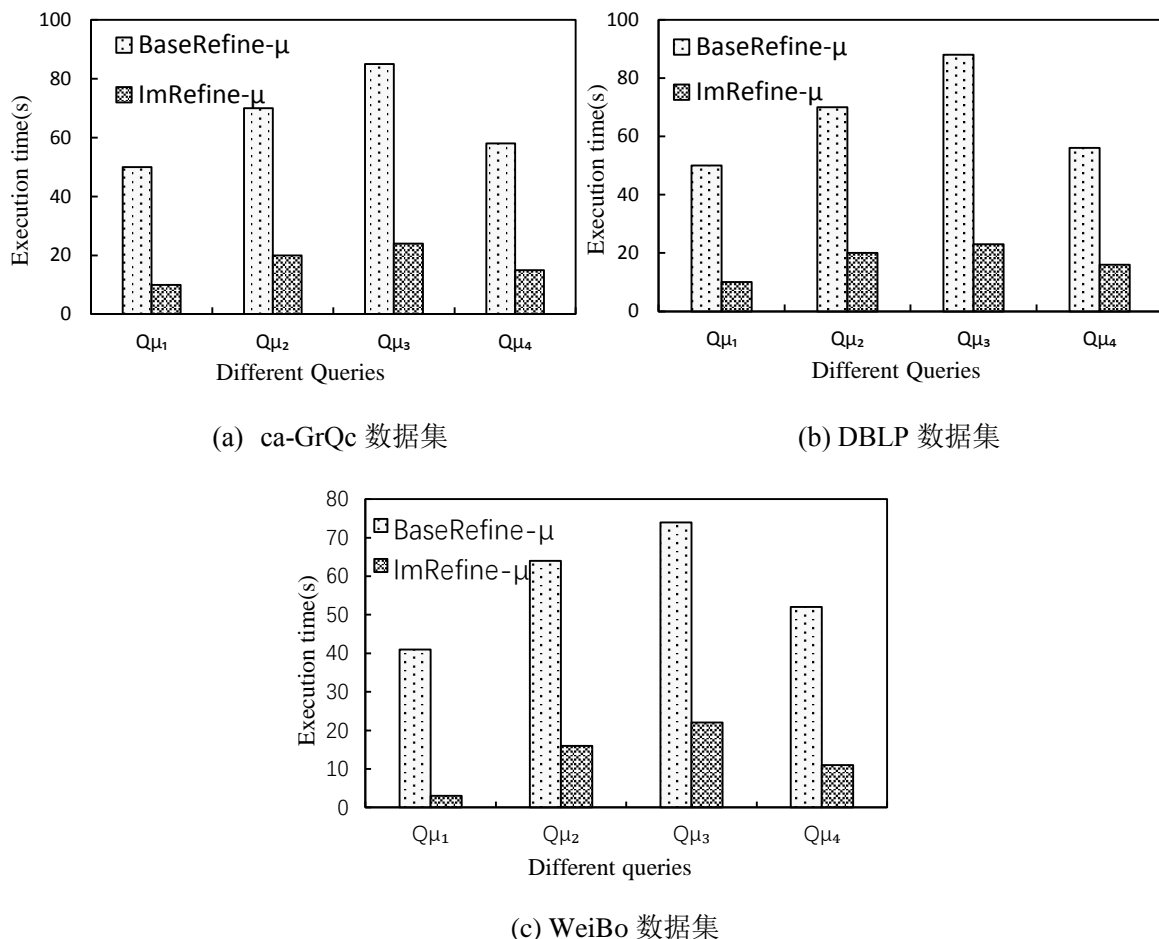 100
80
60
40
20
0
Execution time(s)
BaseRefine-μ
ImRefine-μ
Qμ₁ Qμ₂ Qμ₃ Qμ₄
Different Queries
(a) ca-GrQc 数据集
100
80
60
40
20
0
Execution time(s)
BaseRefine-μ
ImRefine-μ
Qμ₁ Qμ₂ Qμ₃ Qμ₄
Different Queries
(b) DBLP 数据集
80
70
60
50
40
30
20
10
0
Execution time(s)
BaseRefine-μ
ImRefine-μ
Qμ₁ Qμ₂ Qμ₃ Qμ₄
Different queries
(c) WeiBo 数据集